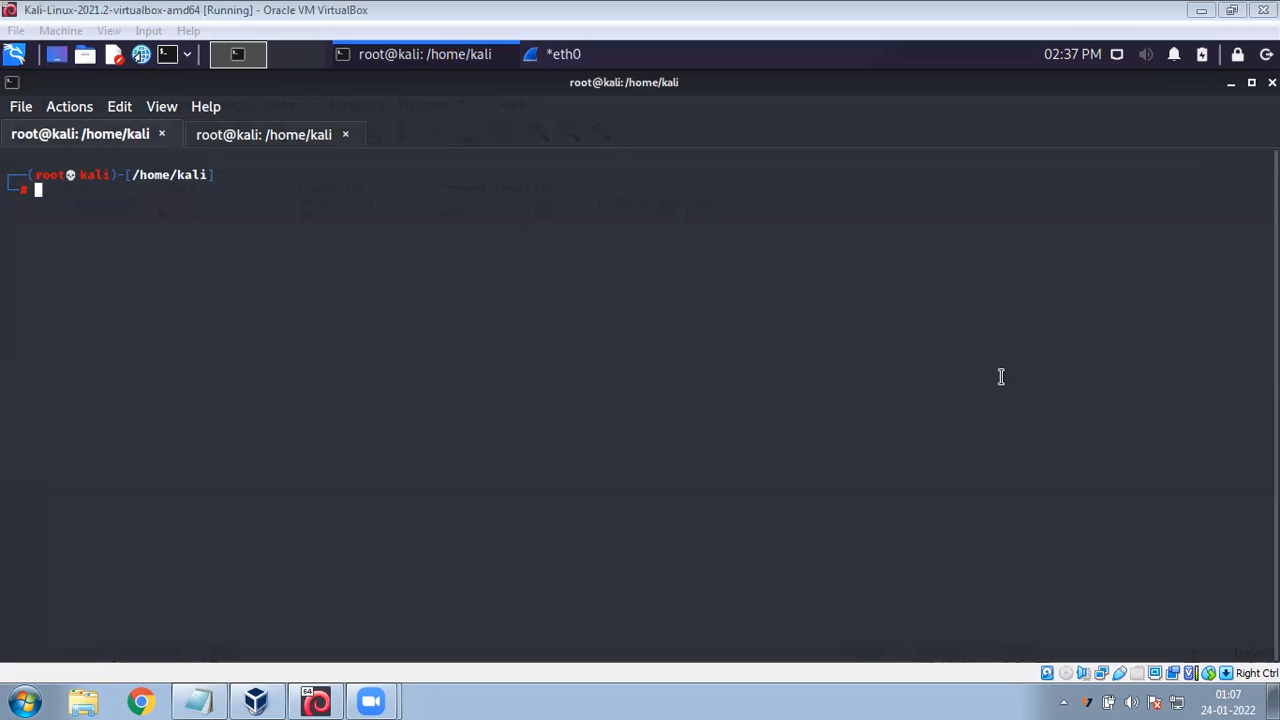 Kali-Linux-2021.2-virtualbox-amd64 [Running] - Oracle VM VirtualBox
File Machine View Input Help
root@kali: /home/kali
*eth0
02:37 PM
root@kali:/home/kali
File Actions Edit View Help
root@kali: /home/kali ×
root@kali: /home/kali ×
(root💀kali)-[/home/kali]
#
Right Ctrl
64
01:07
24-01-2022